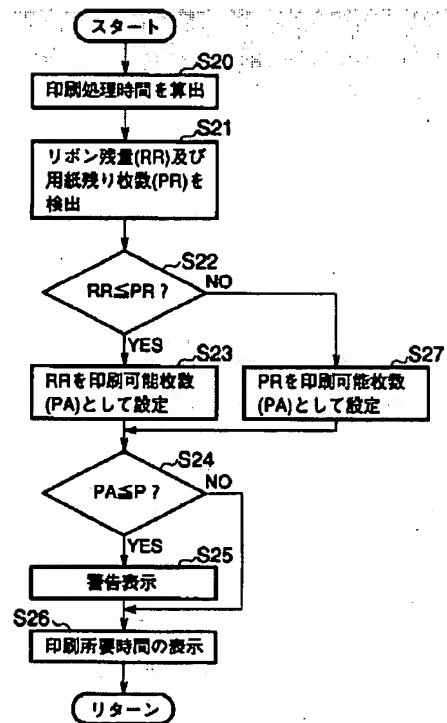 スタート
S20
印刷処理時間を算出
S21
リボン残量(RR)及び
用紙残り枚数(PR)を
検出
S22
RR≦PR ?
NO
YES
S23
RRを印刷可能枚数
(PA)として設定
S27
PRを印刷可能枚数
(PA)として設定
S24
PA≦P ?
NO
YES
S25
警告表示
S26
印刷所要時間の表示
リターン